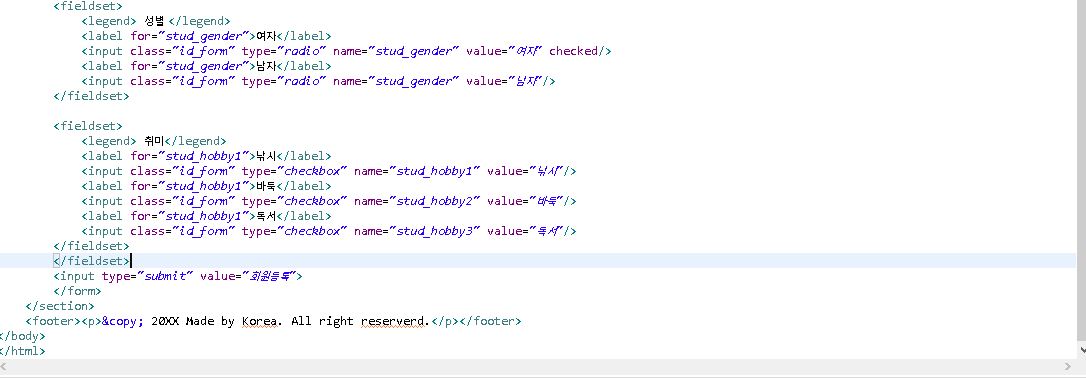 <fieldset>
<legend> 성별 </legend>
<label for="stud_gender">여자</label>
<input class="id_form" type="radio" name="stud_gender" value="여자" checked/>
<label for="stud_gender">남자</label>
<input class="id_form" type="radio" name="stud_gender" value="남자"/>
</fieldset>
<fieldset>
<legend> 취미</legend>
<label for="stud_hobby1">낚시</label>
<input class="id_form" type="checkbox" name="stud_hobby1" value="낚시"/>
<label for="stud_hobby1">바둑</label>
<input class="id_form" type="checkbox" name="stud_hobby2" value="바둑"/>
<label for="stud_hobby1">독서</label>
<input class="id_form" type="checkbox" name="stud_hobby3" value="독서"/>
</fieldset>
</fieldset>
<input type="submit" value="회원등록">
</form>
</section>
<footer><p>&copy; 20XX Made by Korea. All right reserverd.</p></footer>
</body>
</html>